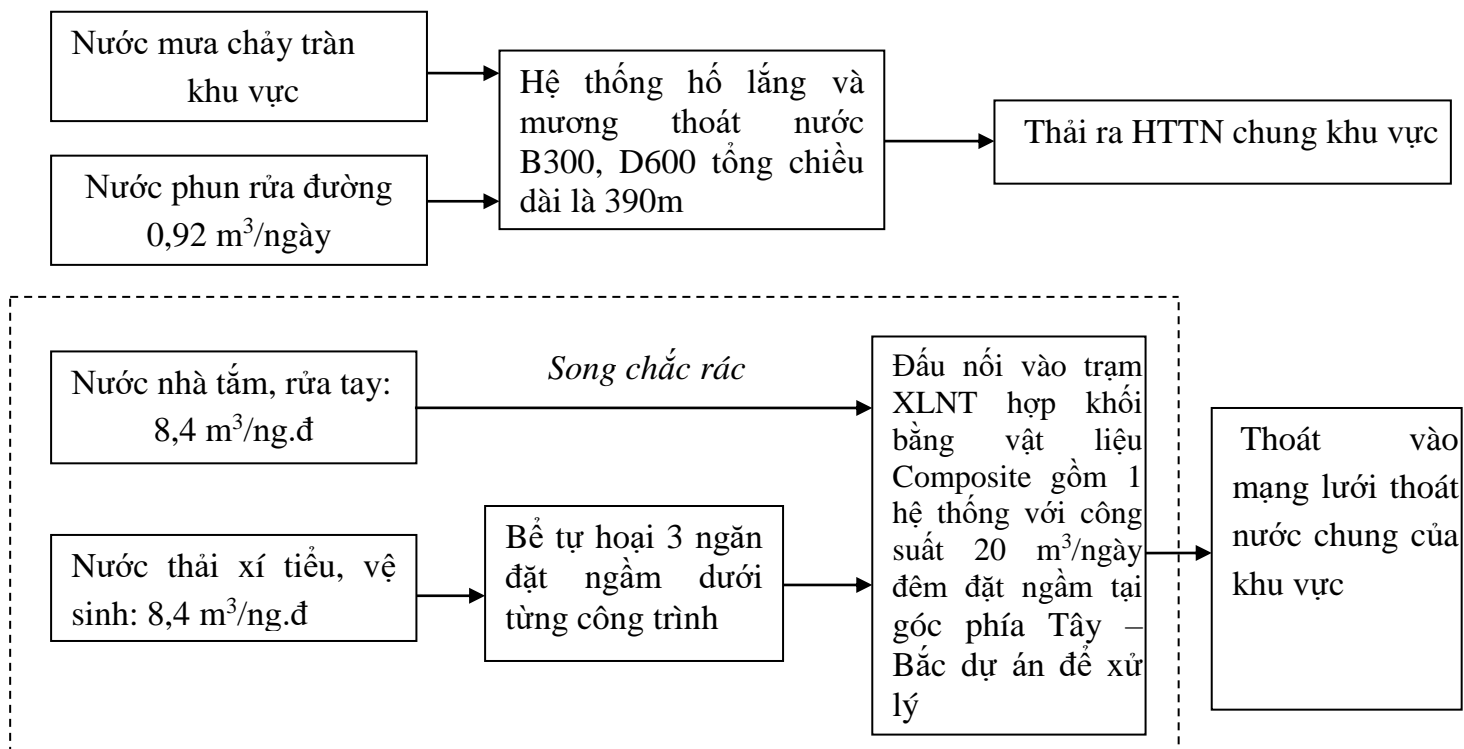 Nước mưa chảy tràn
khu vực
Nước phun rửa đường
0,92 m³/ngày
Hệ thống hố lắng và
mương thoát nước
B300, D600 tổng chiều
dài là 390m
Thải ra HTTN chung khu vực
Nước nhà tắm, rửa tay:
8,4 m³/ng.đ
Song chắc rác
Nước thải xí tiểu, vệ
sinh: 8,4 m³/ng.đ
Bể tự hoại 3 ngăn
đặt ngầm dưới
từng công trình
Đấu nối vào trạm
XLNT hợp khối
bằng vật liệu
Composite gồm 1
hệ thống với công
suất 20 m³/ngày
đêm đặt ngầm tại
góc phía Tây –
Bắc dự án để xử
lý
Thoát vào
mạng lưới thoát
nước chung của
khu vực